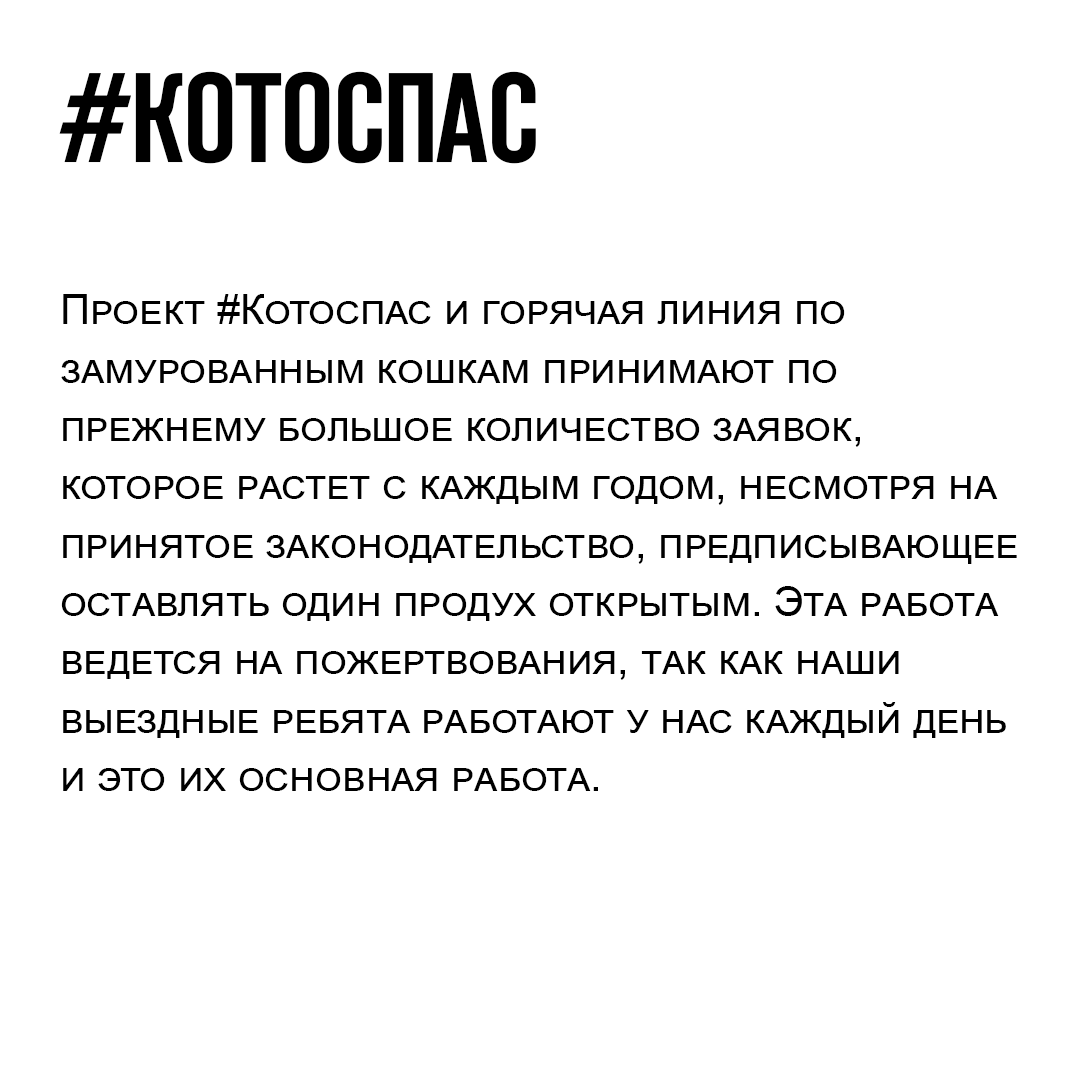 #КОТОСПАС
Проект #Котоспас и горячая линия по
замурованным кошкам принимают по
прежнему большое количество заявок,
которое растет с каждым годом, несмотря на
принятое законодательство, предписывающее
оставлять один продух открытым. Эта работа
ведется на пожертвования, так как наши
выездные ребята работают у нас каждый день
и это их основная работа.